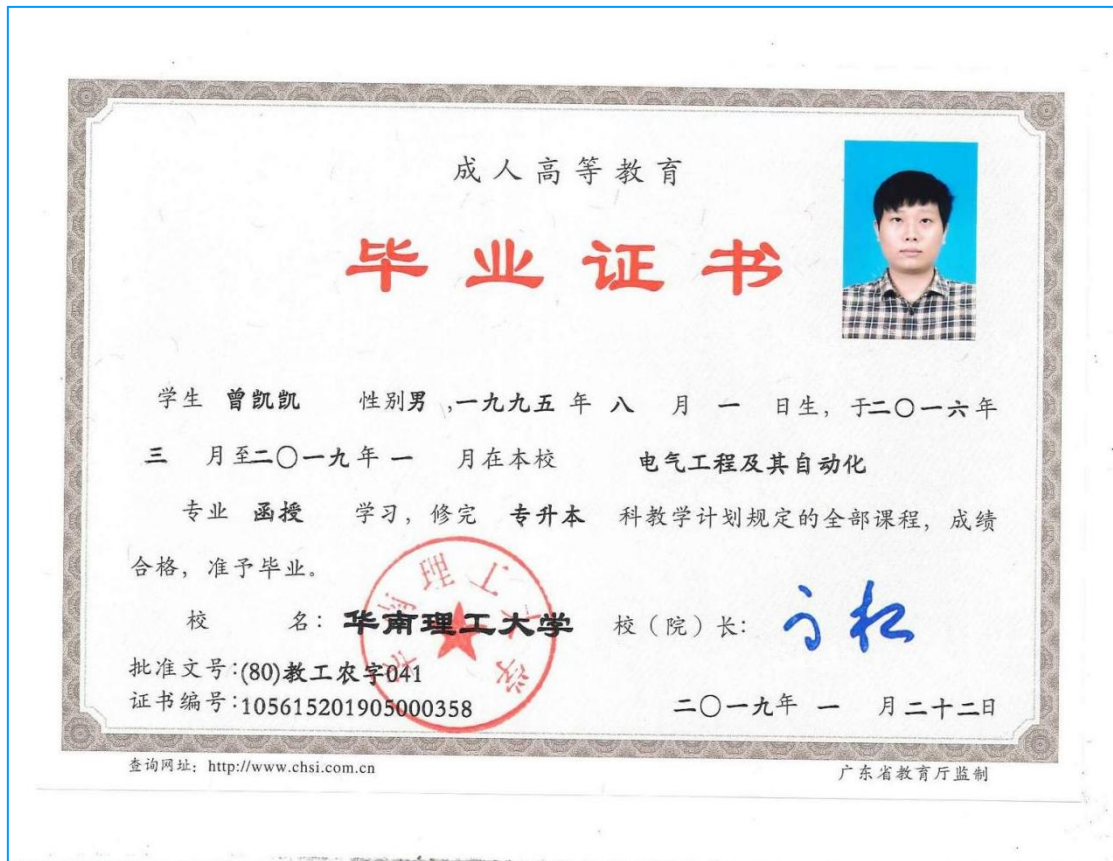 成人高等教育
毕业证书
学生 曾凯凯 性别男 ,一九九五年 八 月 一 日生，于二〇一六年
三 月至二〇一九年 一 月在本校 电气工程及其自动化
专业 函授 学习，修完 专升本 科教学计划规定的全部课程，成绩
合格，准予毕业。
校 名：华南理工大学 校（院）长：
华南理工大学
批准文号：(80)教工农字041
证书编号：105615201905000358 二〇一九年 一 月二十二日
查询网址：http://www.chsi.com.cn 广东省教育厅监制